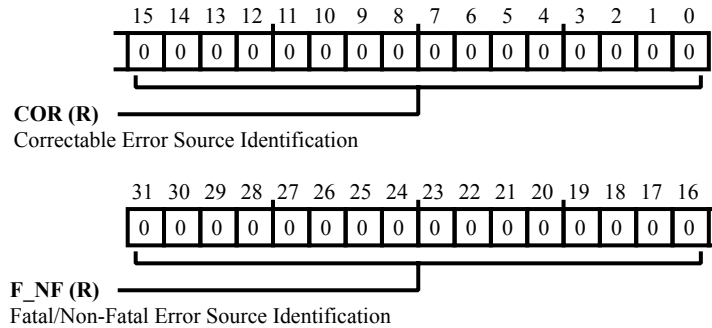 15 14 13 12 11 10 9 8 7 6 5 4 3 2 1 0
0 0 0 0 0 0 0 0 0 0 0 0 0 0 0 0
COR (R)
Correctable Error Source Identification
31 30 29 28 27 26 25 24 23 22 21 20 19 18 17 16
0 0 0 0 0 0 0 0 0 0 0 0 0 0 0 0
F_NF (R)
Fatal/Non-Fatal Error Source Identification